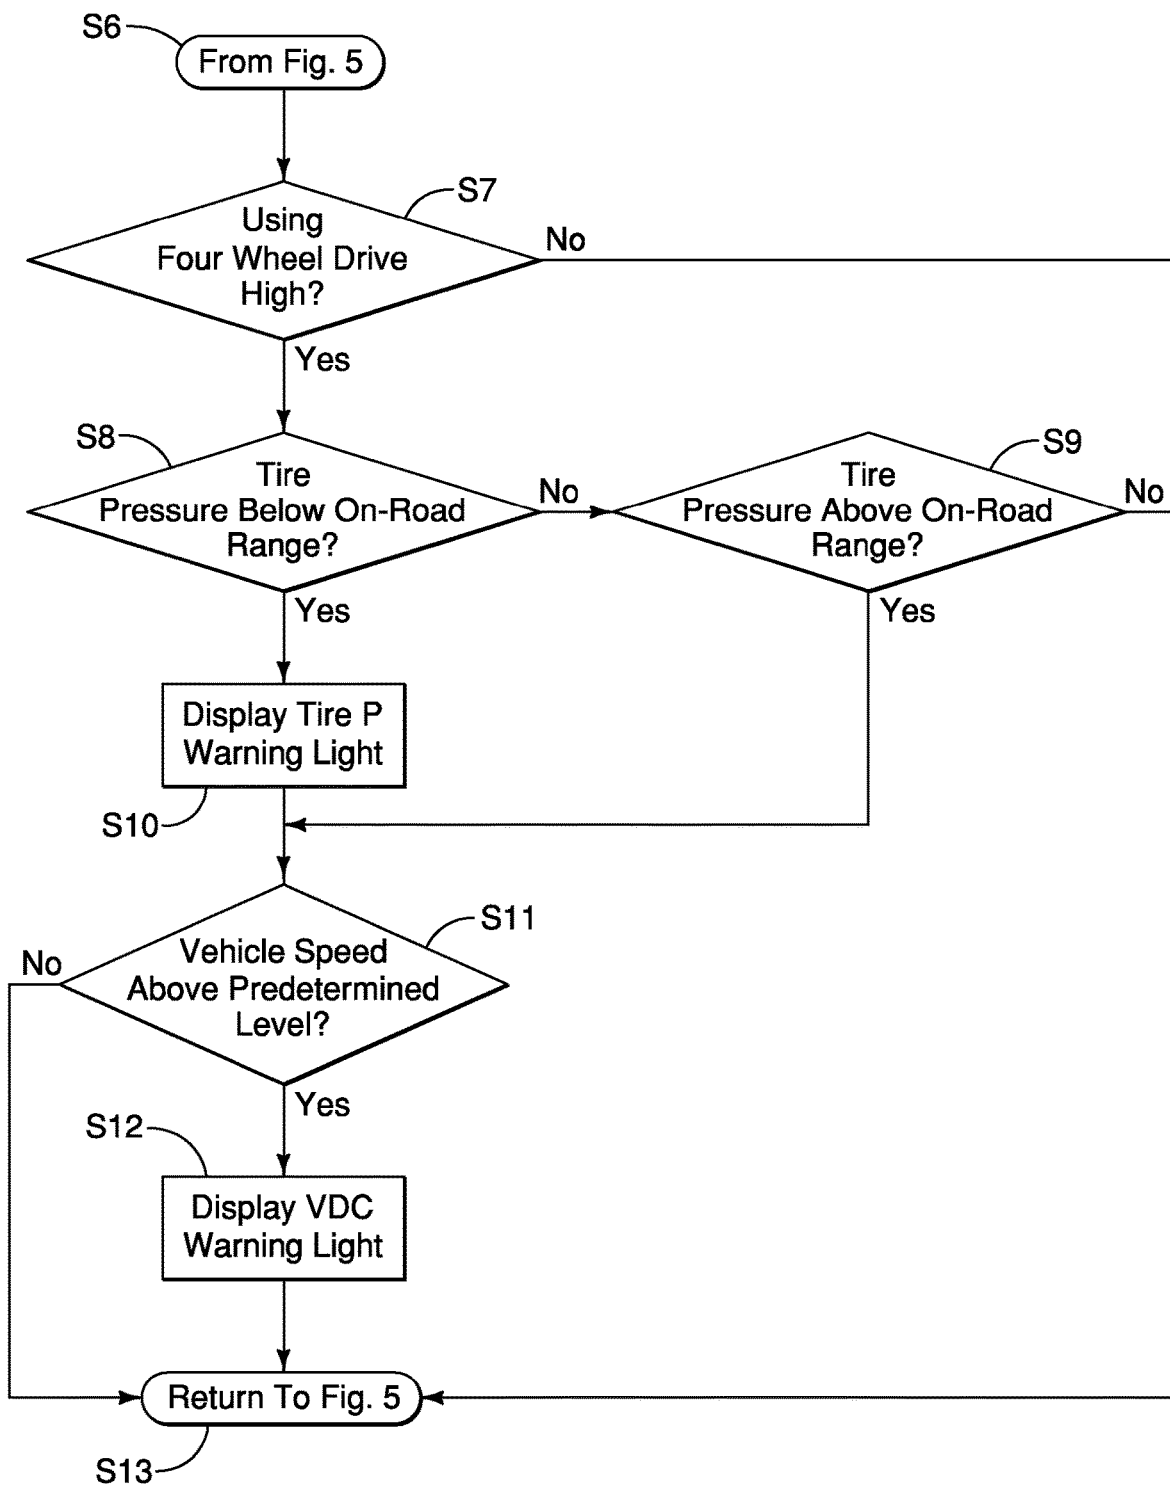 S6
From Fig. 5
S7
Using
Four Wheel Drive
High?
No
Yes
S8
Tire
Pressure Below On-Road
Range?
No
S9
Tire
Pressure Above On-Road
Range?
No
Yes
Yes
Display Tire P
Warning Light
S10
S11
Vehicle Speed
Above Predetermined
Level?
No
Yes
S12
Display VDC
Warning Light
Return To Fig. 5
S13